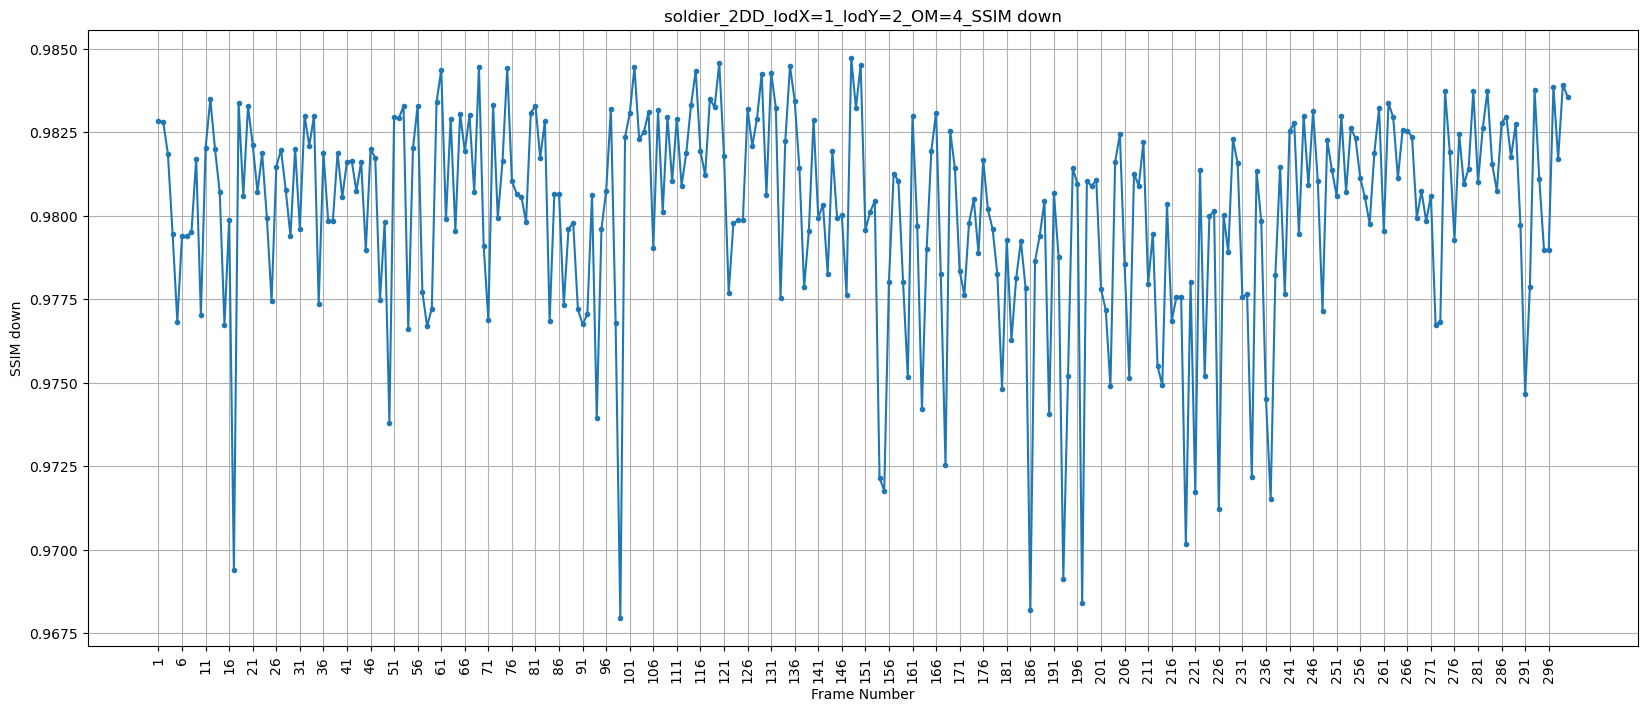 soldier_2DD_lodX=1_lodY=2_OM=4_SSIM down
0.9850
0.9825
0.9800
0.9775
0.9750
0.9725
0.9700
0.9675
SSIM down
1 6 11 16 21 26 31 36 41 46 51 56 61 66 71 76 81 86 91 96 101 106 111 116 121 126 131 136 141 146 151 156 161 166 171 176 181 186 191 196 201 206 211 216 221 226 231 236 241 246 251 256 261 266 271 276 281 286 291 296
Frame Number